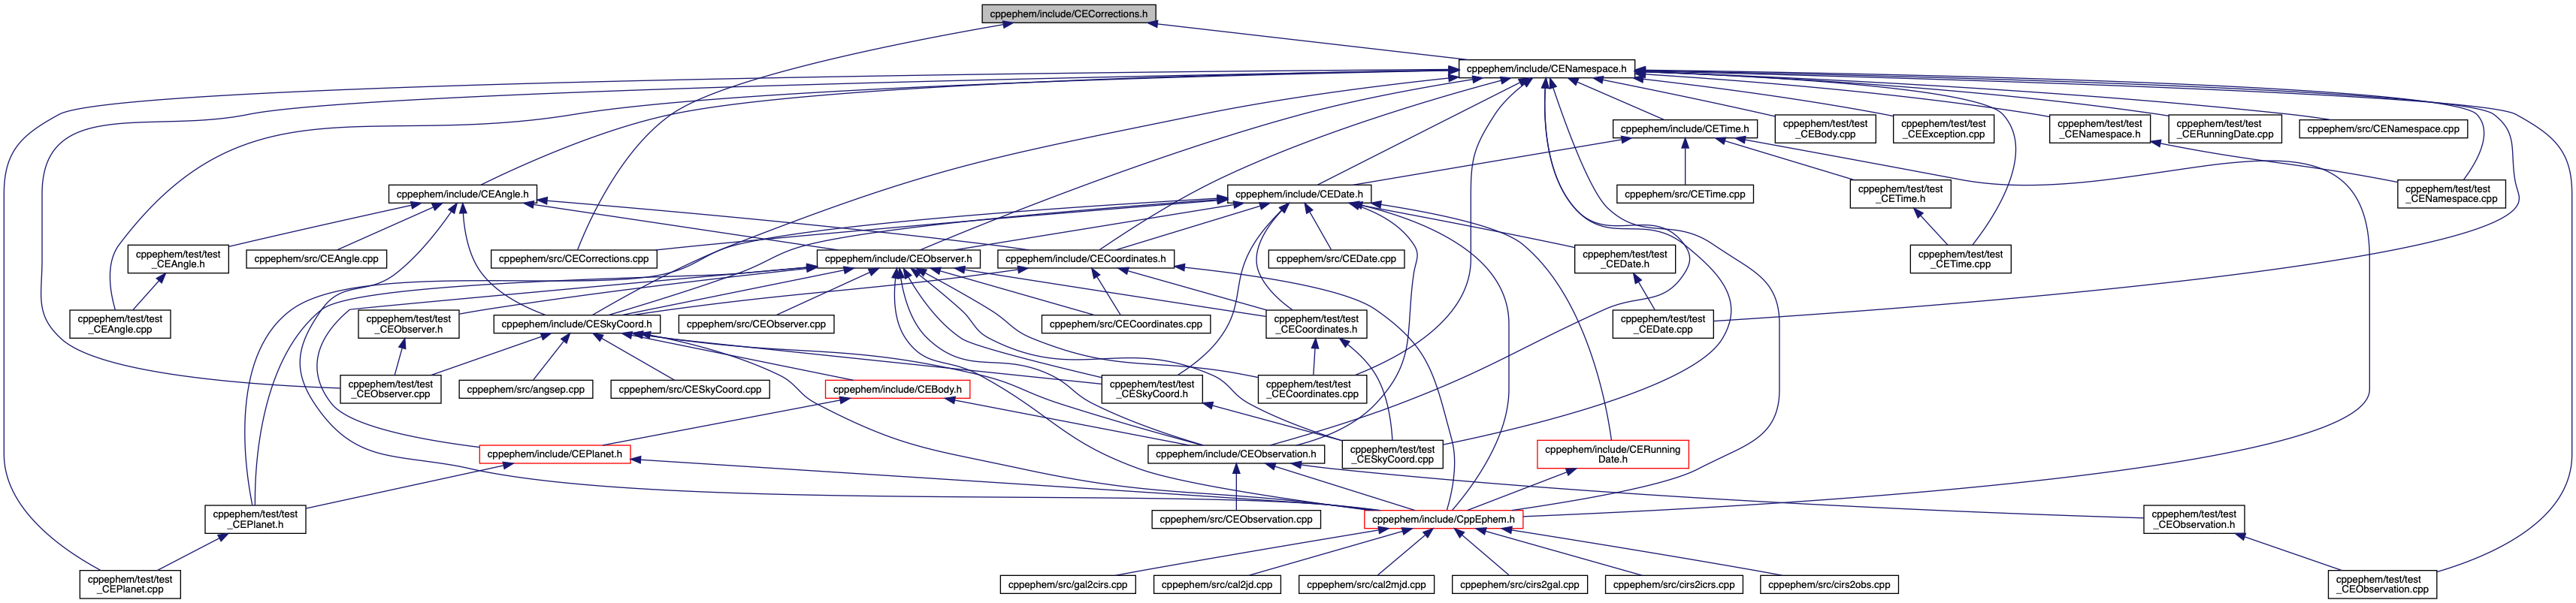 cppephem/include/CECorrections.h
cppephem/include/CENamespace.h
cppephem/include/CETime.h
cppephem/test/test
_CEBody.cpp
cppephem/test/test
_CEException.cpp
cppephem/test/test
_CENamespace.h
cppephem/test/test
_CERunningDate.cpp
cppephem/src/CENamespace.cpp
cppephem/include/CEAngle.h
cppephem/include/CEDate.h
cppephem/src/CETime.cpp
cppephem/test/test
_CETime.h
cppephem/test/test
_CENamespace.cpp
cppephem/test/test
_CEAngle.h
cppephem/src/CEAngle.cpp
cppephem/src/CECorrections.cpp
cppephem/include/CEObserver.h
cppephem/include/CECoordinates.h
cppephem/src/CEDate.cpp
cppephem/test/test
_CEDate.h
cppephem/test/test
_CETime.cpp
cppephem/test/test
_CEAngle.cpp
cppephem/test/test
_CEObserver.h
cppephem/include/CESkyCoord.h
cppephem/src/CEObserver.cpp
cppephem/src/CECoordinates.cpp
cppephem/test/test
_CECoordinates.h
cppephem/test/test
_CEDate.cpp
cppephem/test/test
_CEObserver.cpp
cppephem/src/angsep.cpp
cppephem/src/CESkyCoord.cpp
cppephem/include/CEBody.h
cppephem/test/test
_CESkyCoord.h
cppephem/test/test
_CECoordinates.cpp
cppephem/include/CEPlanet.h
cppephem/include/CEObservation.h
cppephem/test/test
_CESkyCoord.cpp
cppephem/include/CERunning
Date.h
cppephem/test/test
_CEPlanet.h
cppephem/src/CEObservation.cpp
cppephem/include/CppEphem.h
cppephem/test/test
_CEObservation.h
cppephem/test/test
_CEPlanet.cpp
cppephem/src/gal2cirs.cpp
cppephem/src/cal2jd.cpp
cppephem/src/cal2mjd.cpp
cppephem/src/cirs2gal.cpp
cppephem/src/cirs2icrs.cpp
cppephem/src/cirs2obs.cpp
cppephem/test/test
_CEObservation.cpp